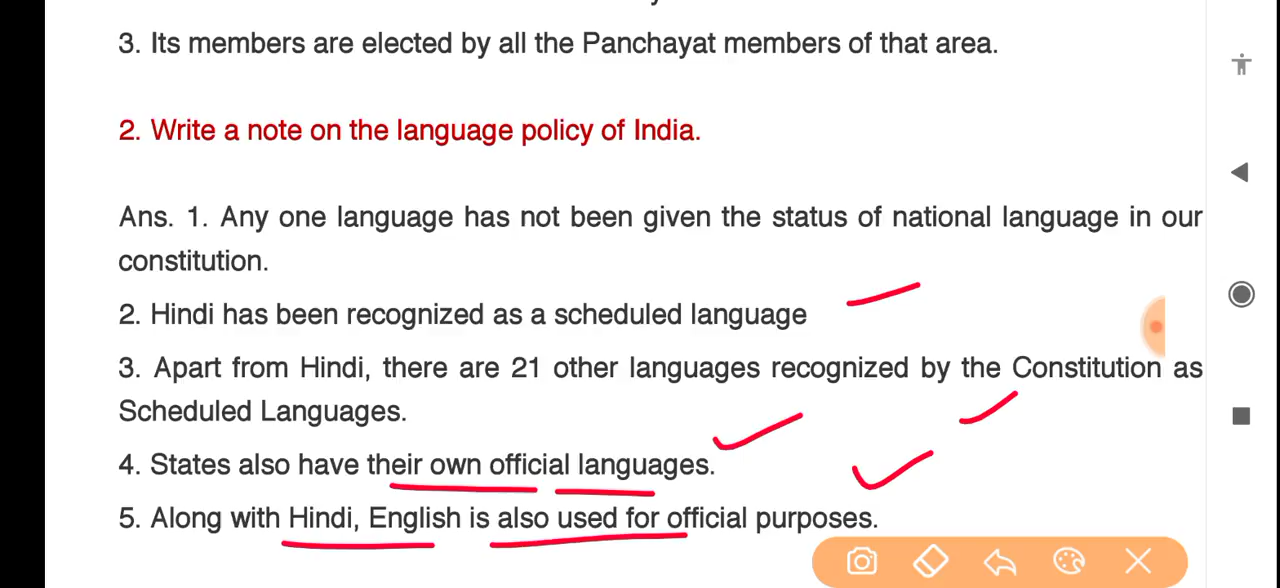 3. Its members are elected by all the Panchayat members of that area.
2. Write a note on the language policy of India.
Ans. 1. Any one language has not been given the status of national language in our
constitution.
2. Hindi has been recognized as a scheduled language
3. Apart from Hindi, there are 21 other languages recognized by the Constitution as
Scheduled Languages.
4. States also have their own official languages.
5. Along with Hindi, English is also used for official purposes.